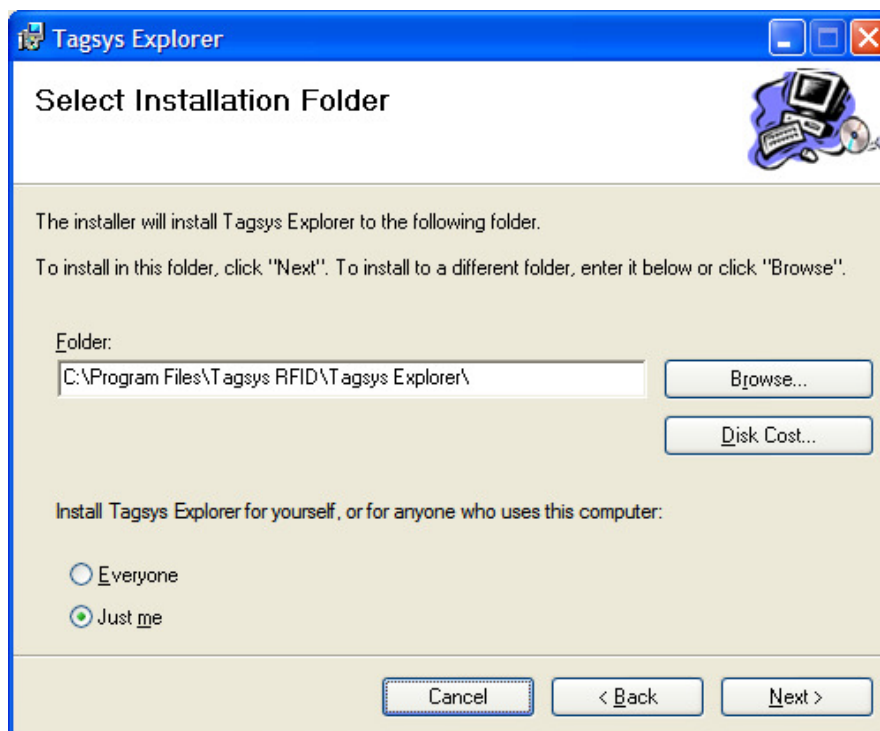 Tagsys Explorer
Select Installation Folder
The installer will install Tagsys Explorer to the following folder.
To install in this folder, click "Next". To install to a different folder, enter it below or click "Browse".
Folder:
C:\Program Files\Tagsys RFID\Tagsys Explorer\
Browse...
Disk Cost...
Install Tagsys Explorer for yourself, or for anyone who uses this computer:
Everyone
Just me
Cancel
< Back
Next >